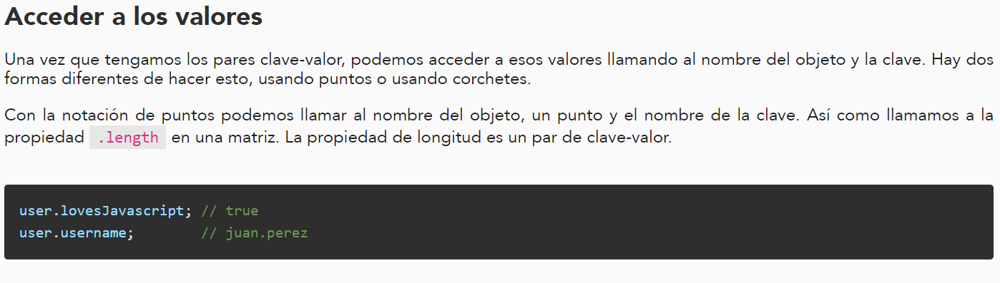 Acceder a los valores
Una vez que tengamos los pares clave-valor, podemos acceder a esos valores llamando al nombre del objeto y la clave. Hay dos
formas diferentes de hacer esto, usando puntos o usando corchetes.
Con la notación de puntos podemos llamar al nombre del objeto, un punto y el nombre de la clave. Así como llamamos a la
propiedad .length en una matriz. La propiedad de longitud es un par de clave-valor.
user.lovesJavascript; // true
user.username;        // juan.perez